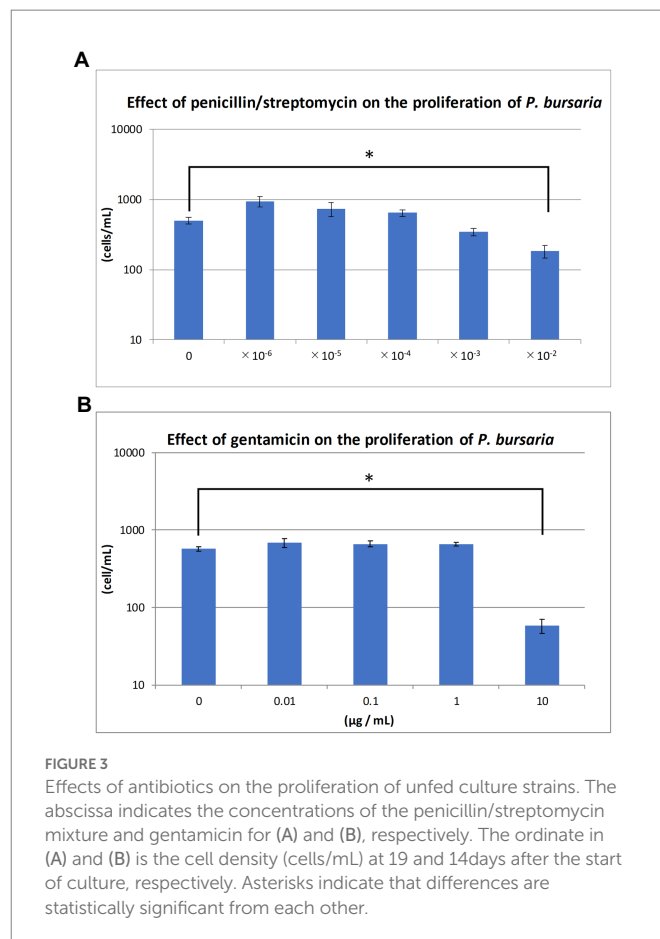 A
Effect of penicillin/streptomycin on the proliferation of P. bursaria
10000
*
1000
(cells/mL)
100
10
0 ×10-6 ×10-5 ×10-4 ×10-3 ×10-2
B
Effect of gentamicin on the proliferation of P. bursaria
10000
*
1000
(cell/mL)
100
10
0 0.01 0.1 1 10
(µg / mL)
FIGURE 3
Effects of antibiotics on the proliferation of unfed culture strains. The
abscissa indicates the concentrations of the penicillin/streptomycin
mixture and gentamicin for (A) and (B), respectively. The ordinate in
(A) and (B) is the cell density (cells/mL) at 19 and 14days after the start
of culture, respectively. Asterisks indicate that differences are
statistically significant from each other.